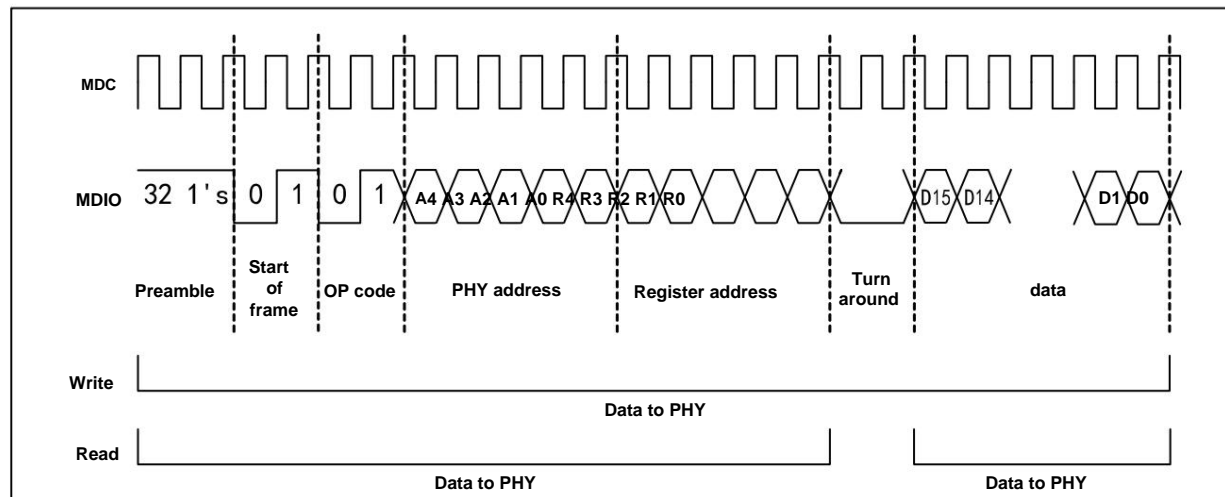 MDC
MDIO 32 1's 0 1 0 1 A4 A3 A2 A1 A0 R4 R3 R2 R1 R0 D15 D14 D1 D0
Preamble
Start
of
frame
OP code
PHY address
Register address
Turn
around
data
Write
Data to PHY
Read
Data to PHY
Data to PHY